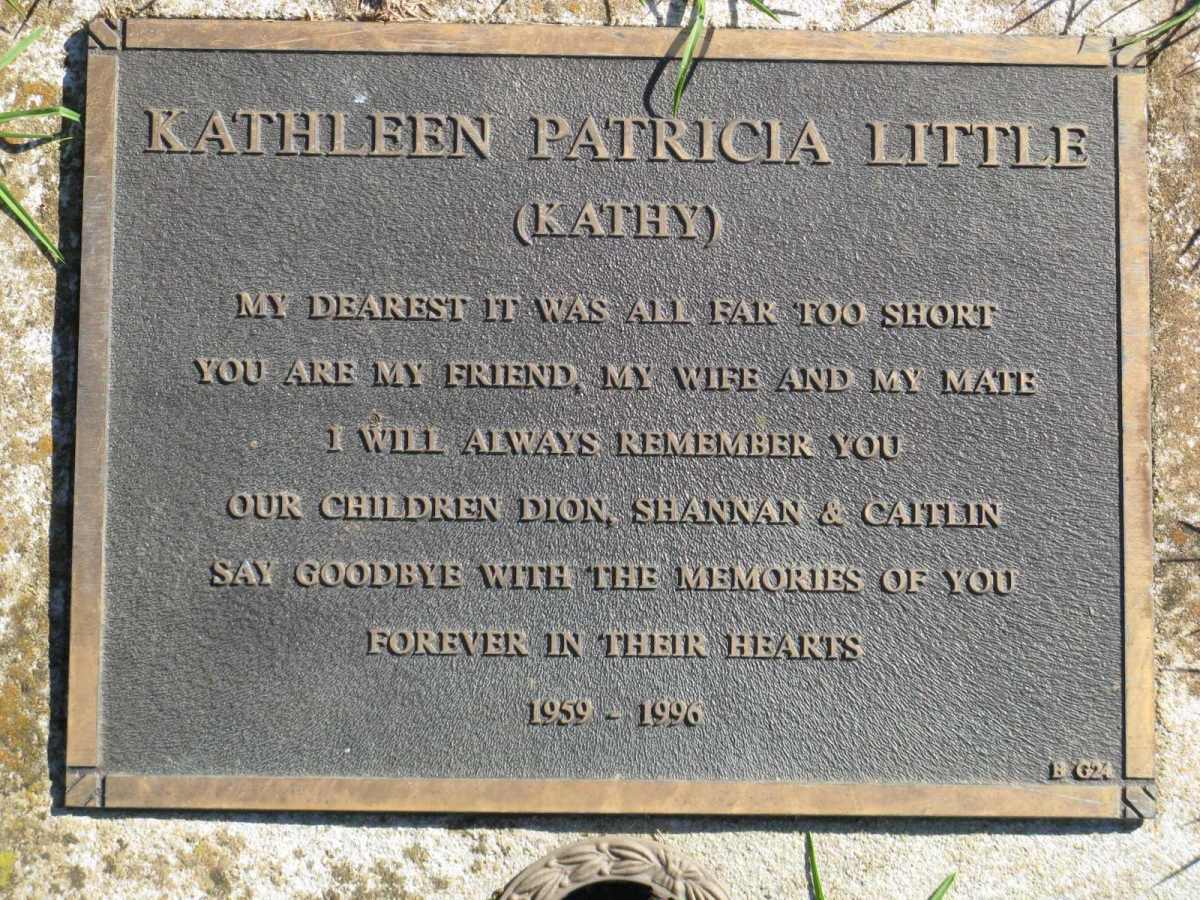 KATHLEEN PATRICIA LITTLE
(KATHY)
MY DEAREST IT WAS ALL FAR TOO SHORT
YOU ARE MY FRIEND, MY WIFE AND MY MATE
I WILL ALWAYS REMEMBER YOU
OUR CHILDREN DION, SHANNAN & CAITLIN
SAY GOODBYE WITH THE MEMORIES OF YOU
FOREVER IN THEIR HEARTS
1959 - 1996
B G24